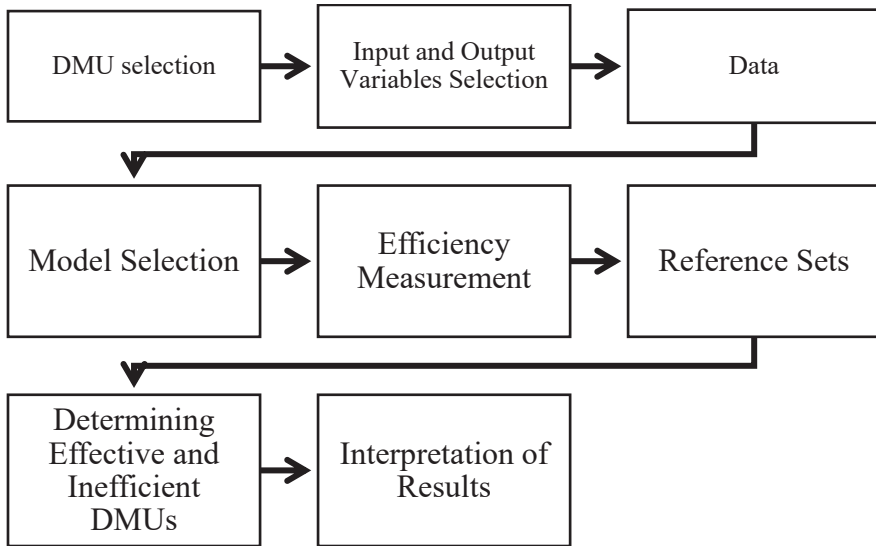 DMU selection
Input and Output
Variables Selection
Data
Model Selection
Efficiency
Measurement
Reference Sets
Determining
Effective and
Inefficient
DMUs
Interpretation of
Results